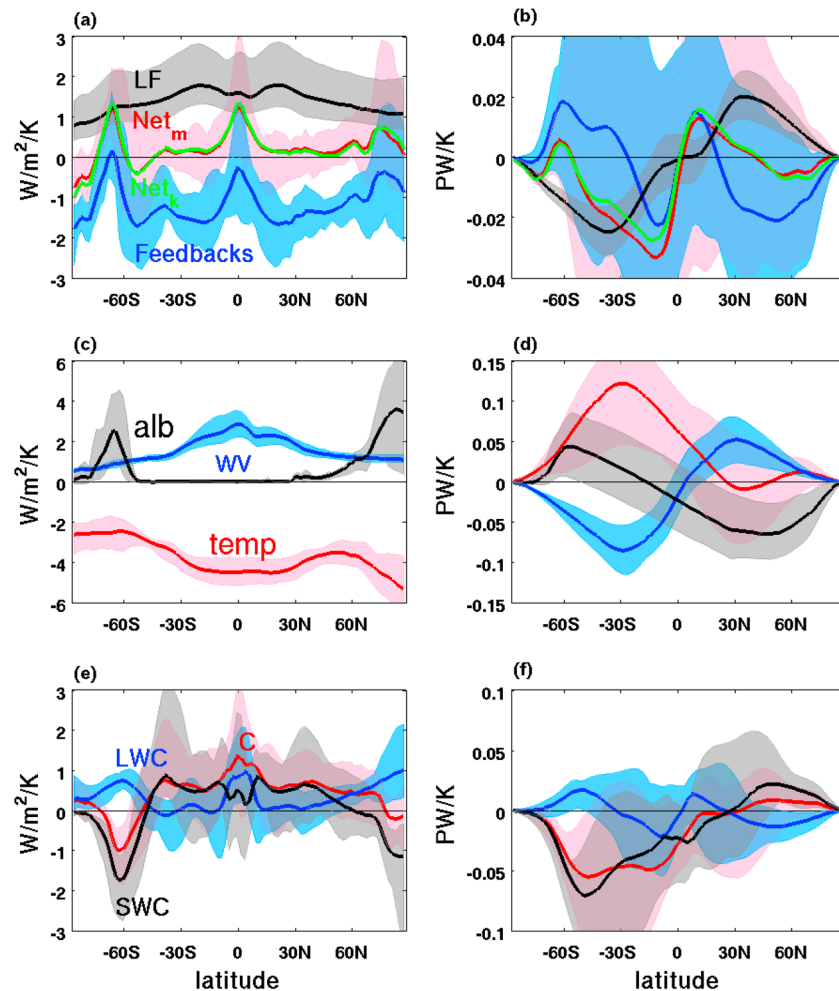 (a)
(b)
3
2
1
0
-1
-2
-3
W/m²/K
LF
Net_m
Net_k
Feedbacks
-60S -30S 0 30N 60N
0.04
0.02
0
-0.02
-0.04
PW/K
-60S -30S 0 30N 60N
(c)
(d)
6
4
2
0
-2
-4
-6
W/m²/K
alb
WV
temp
-60S -30S 0 30N 60N
0.15
0.1
0.05
0
-0.05
-0.1
-0.15
PW/K
-60S -30S 0 30N 60N
(e)
(f)
3
2
1
0
-1
-2
-3
W/m²/K
LWC
C
SWC
-60S -30S 0 30N 60N
latitude
0.1
0.05
0
-0.05
-0.1
PW/K
-60S -30S 0 30N 60N
latitude